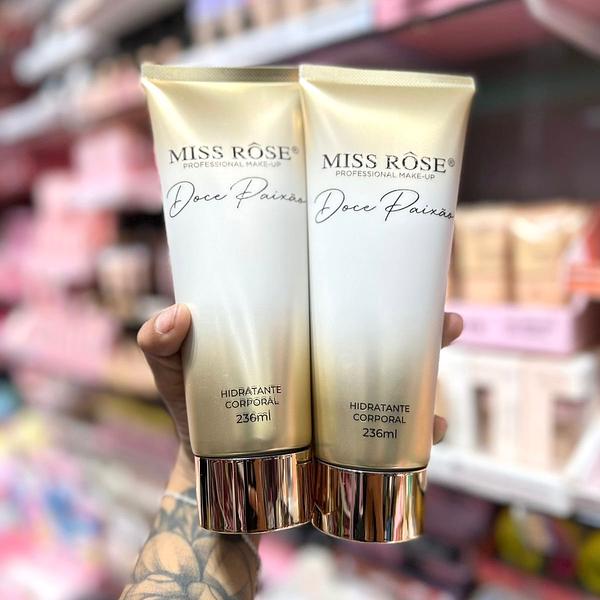 MISS RÔSE®
PROFESSIONAL MAKE-UP
Doce Paixão
HIDRATANTE
CORPORAL
236ml
MISS RÔSE®
PROFESSIONAL MAKE-UP
Doce Paixão
HIDRATANTE
CORPORAL
236ml